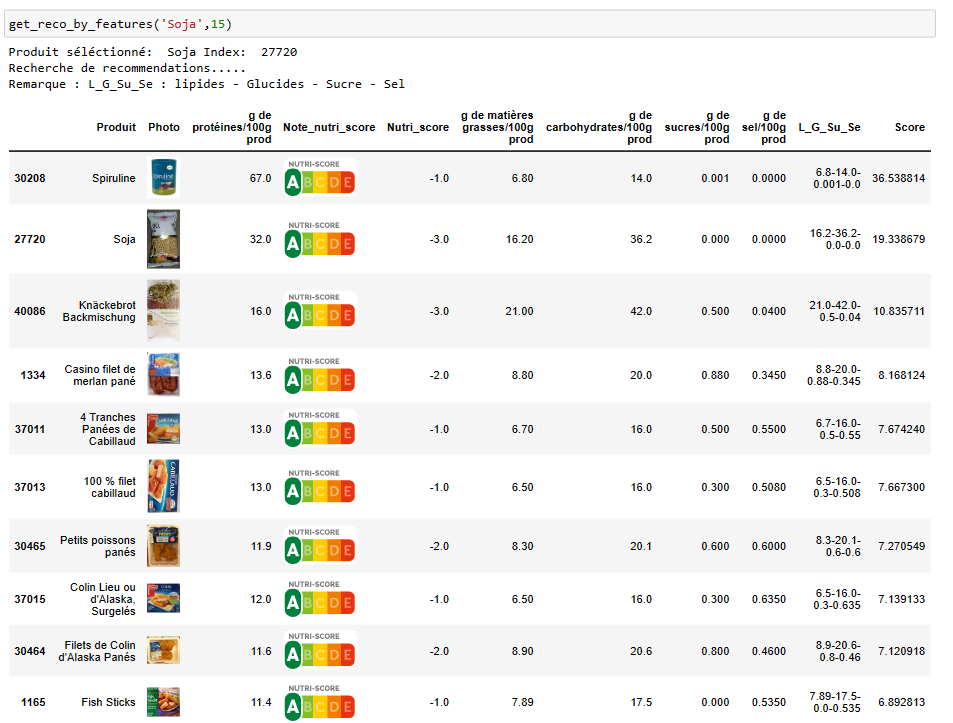 get_reco_by_features('Soja',15)
Produit séléctionné:  Soja Index:  27720
Recherche de recommendations.....
Remarque : L_G_Su_Se : lipides - Glucides - Sucre - Sel
Produit Photo g de protéines/100g prod Note_nutri_score Nutri_score g de matières grasses/100g prod g de carbohydrates/100g prod g de sucres/100g prod g de sel/100g prod L_G_Su_Se Score
30208 Spiruline 67.0 NUTRI-SCORE A B C D E -1.0 6.80 14.0 0.001 0.0000 6.8-14.0-0.001-0.0 36.538814
27720 Soja 32.0 NUTRI-SCORE A B C D E -3.0 16.20 36.2 0.000 0.0000 16.2-36.2-0.0-0.0 19.338679
40086 Knäckebrot Backmischung 16.0 NUTRI-SCORE A B C D E -3.0 21.00 42.0 0.500 0.0400 21.0-42.0-0.5-0.04 10.835711
1334 Casino filet de merlan pané 13.6 NUTRI-SCORE A B C D E -2.0 8.80 20.0 0.880 0.3450 8.8-20.0-0.88-0.345 8.168124
37011 4 Tranches Panées de Cabillaud 13.0 NUTRI-SCORE A B C D E -1.0 6.70 16.0 0.500 0.5500 6.7-16.0-0.5-0.55 7.674240
37013 100 % filet cabillaud 13.0 NUTRI-SCORE A B C D E -1.0 6.50 16.0 0.300 0.5080 6.5-16.0-0.3-0.508 7.667300
30465 Petits poissons panés 11.9 NUTRI-SCORE A B C D E -2.0 8.30 20.1 0.600 0.6000 8.3-20.1-0.6-0.6 7.270549
37015 Colin Lieu ou d'Alaska, Surgelés 12.0 NUTRI-SCORE A B C D E -1.0 6.50 16.0 0.300 0.6350 6.5-16.0-0.3-0.635 7.139133
30464 Filets de Colin d'Alaska Panés 11.6 NUTRI-SCORE A B C D E -2.0 8.90 20.6 0.800 0.4600 8.9-20.6-0.8-0.46 7.120918
1165 Fish Sticks 11.4 NUTRI-SCORE A B C D E -1.0 7.89 17.5 0.000 0.5350 7.89-17.5-0.0-0.535 6.892813